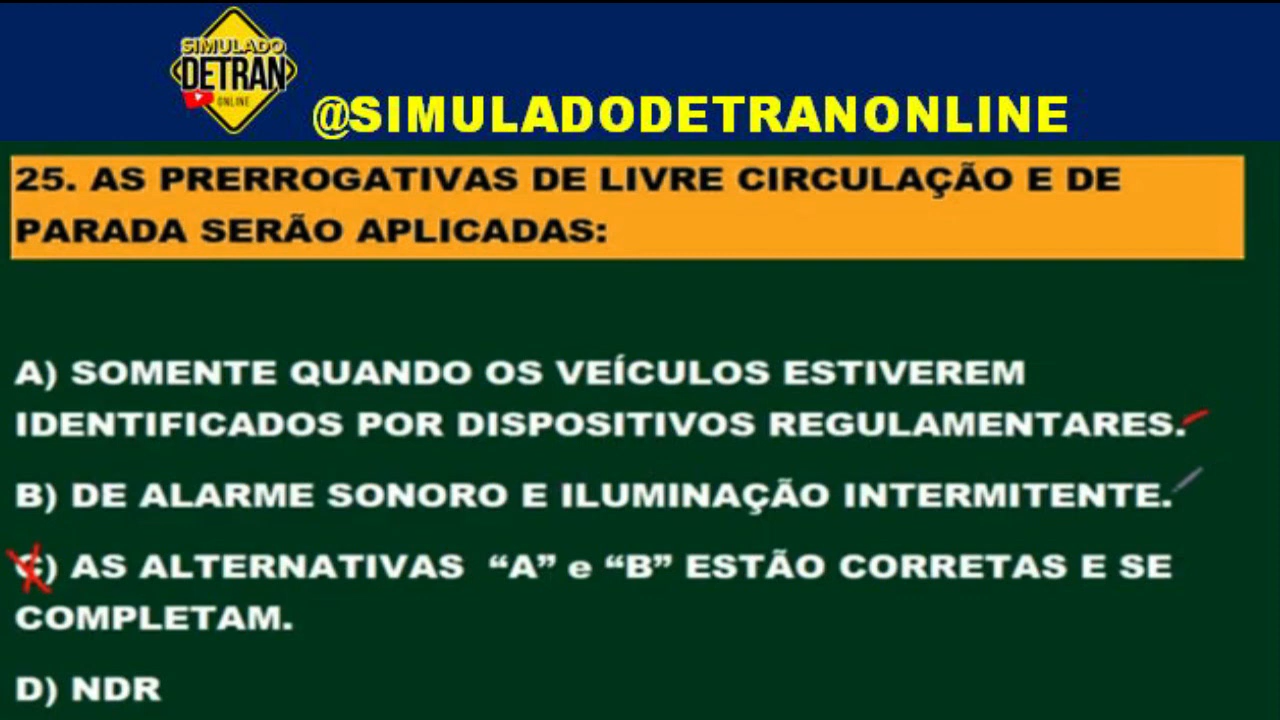 SIMULADO
DETRAN
ONLINE
@SIMULADODETRANONLINE
25. AS PRERROGATIVAS DE LIVRE CIRCULAÇÃO E DE
PARADA SERÃO APLICADAS:
A) SOMENTE QUANDO OS VEÍCULOS ESTIVEREM
IDENTIFICADOS POR DISPOSITIVOS REGULAMENTARES.
B) DE ALARME SONORO E ILUMINAÇÃO INTERMITENTE.
C) AS ALTERNATIVAS “A” e “B” ESTÃO CORRETAS E SE
COMPLETAM.
D) NDR